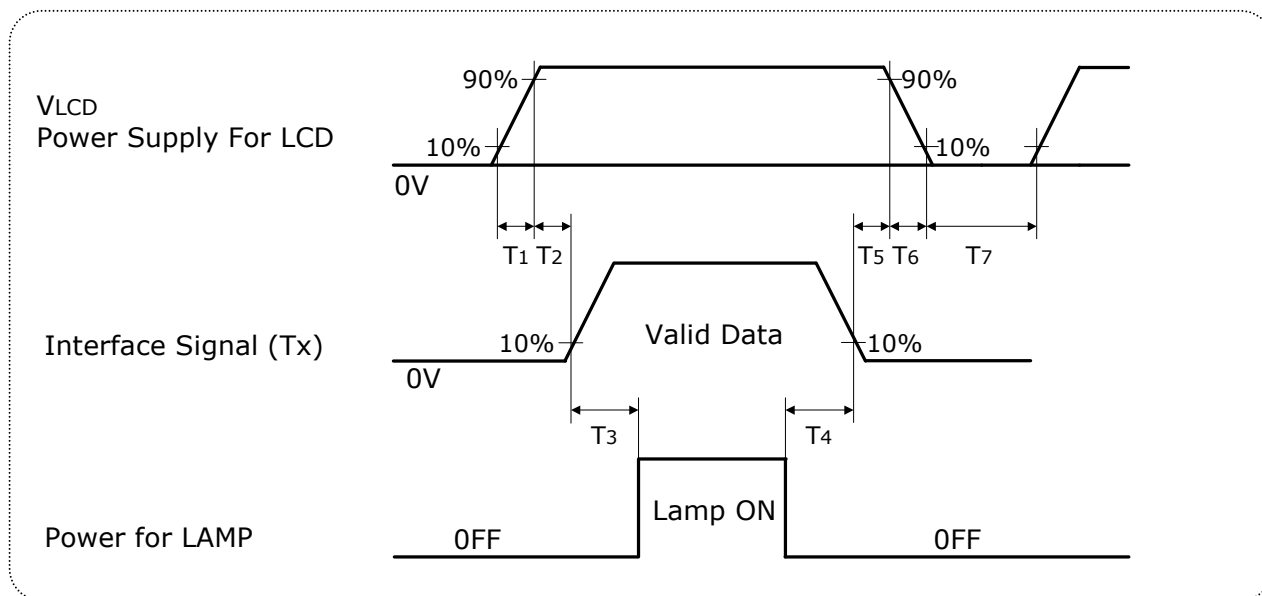 90%
90%
VLCD
Power Supply For LCD
10%
10%
0V
T1 T2
T5 T6
T7
Interface Signal (Tx)
10%
Valid Data
10%
0V
T3
T4
Power for LAMP
0FF
Lamp ON
0FF